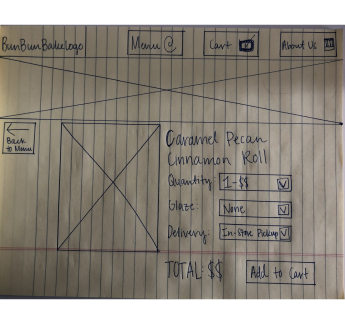 BunBunBakeLogo
Menu
Cart
About Us
Back
to Menu
Caramel Pecan
Cinnamon Roll
Quantity: 1-$$
Glaze: None
Delivery: In-Store Pickup
TOTAL: $$
Add to Cart